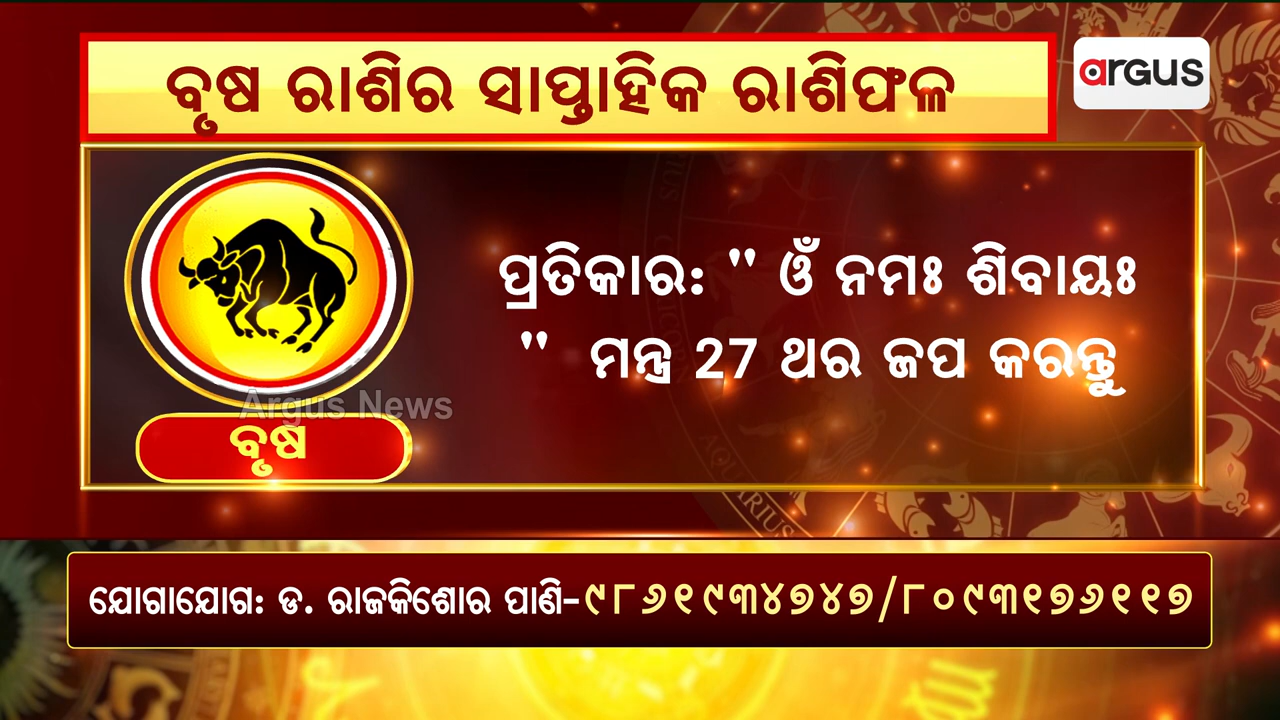 ବୃଷ ରାଶିର ସାପ୍ତାହିକ ରାଶିଫଳ
argus
ପ୍ରତିକାର: " ଓଁ ନମଃ ଶିବାୟଃ
" ମନ୍ତ୍ର 27 ଥର ଜପ କରନ୍ତୁ
Argus News
ବୃଷ
ଯୋଗାଯୋଗ: ଡ. ରାଜକିଶୋର ପାଣି-୯୮୬୧୯୩୪୭୪୭/୮୦୯୩୧୭୬୧୧୭